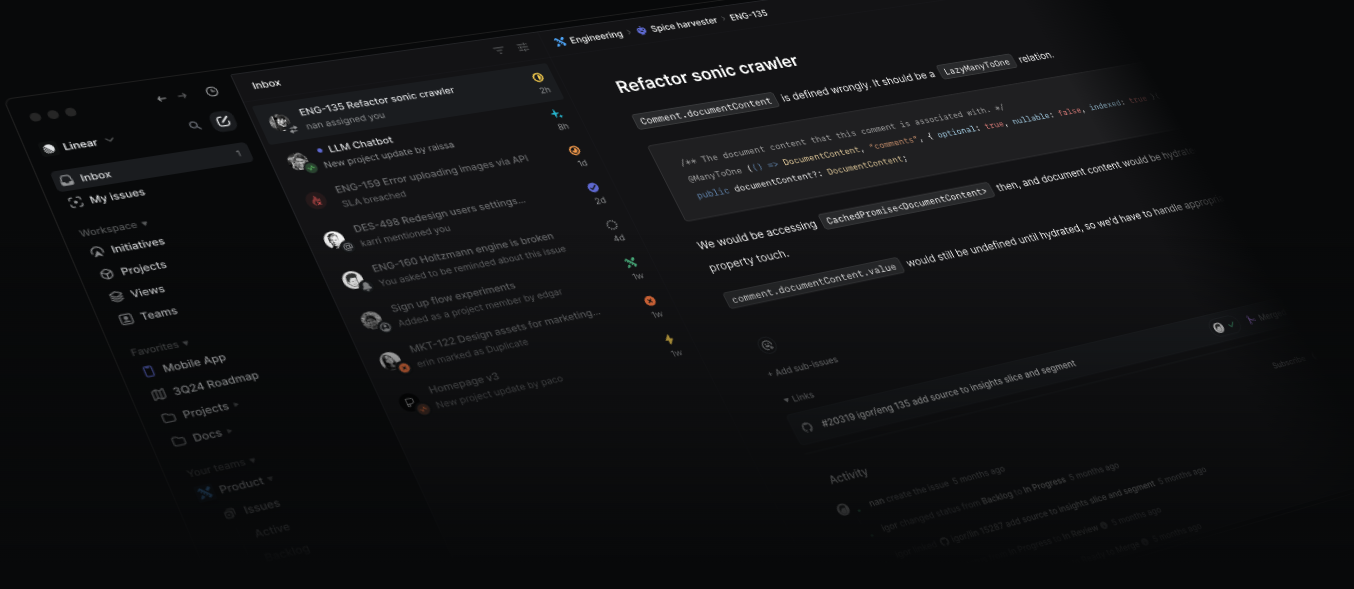 Linear
Inbox
1
My issues
Workspace
Initiatives
Projects
Views
Teams
Favorites
Mobile App
3Q24 Roadmap
Projects
Docs
Your teams
Product
Issues
Active
Backlog
Inbox
ENG-135 Refactor sonic crawler
nan assigned you
2h
LLM Chatbot
New project update by raissa
8h
ENG-159 Error uploading images via API
SLA breached
1d
DES-498 Redesign users settings...
karri mentioned you
2d
ENG-160 Holtzmann engine is broken
You asked to be reminded about this issue
4d
Sign up flow experiments
Added as a project member by edgar
1w
MKT-122 Design assets for marketing...
erin marked as Duplicate
1w
Homepage v3
New project update by paco
1w
Engineering › Spice harvester › ENG-135
Refactor sonic crawler
Comment.documentContent is defined wrongly. It should be a LazyManyToOne relation.
/** The document content that this comment is associated with. */
@ManyToOne (() => DocumentContent, "comments", { optional: true, nullable: false, indexed: true
public documentContent?: DocumentContent;
We would be accessing CachedPromise<DocumentContent> then, and document content would be
property touch.
comment.documentContent.value would still be undefined until hydrated, so we'd have to handle
+ Add sub-issues
Links
#20319 igor/eng 135 add source to insights slice and segment
Activity
nan create the issue 5 months ago
igor changed status from Backlog to In Progress 5 months ago
add source to insights slice and segment 5 months ago
In Progress to In Review 5 months ago
5 months ago